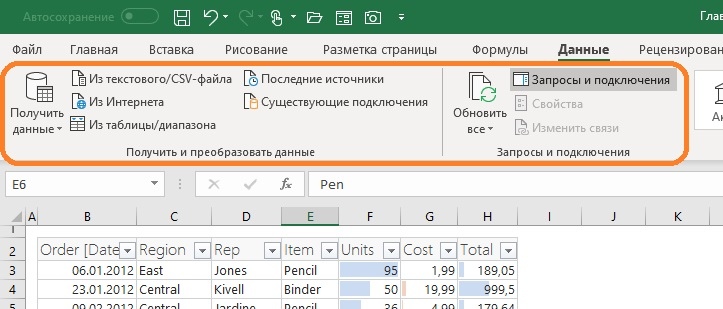 Автосохранение Глав
Файл Главная Вставка Рисование Разметка страницы Формулы Данные Рецензирован
Получить данные
Из текстового/CSV-файла
Из Интернета
Из таблицы/диапазона
Последние источники
Существующие подключения
Получить и преобразовать данные
Обновить все
Запросы и подключения
Свойства
Изменить связи
Запросы и подключения
Ан
E6 fx Pen
A B C D E F G H I J K L
1
2 Order [Date Region Rep Item Units Cost Total
3 06.01.2012 East Jones Pencil 95 1,99 189,05
4 23.01.2012 Central Kivell Binder 50 19,99 999,5
5 09.02.2012 Central Jardine Pencil 36 4,99 179,64